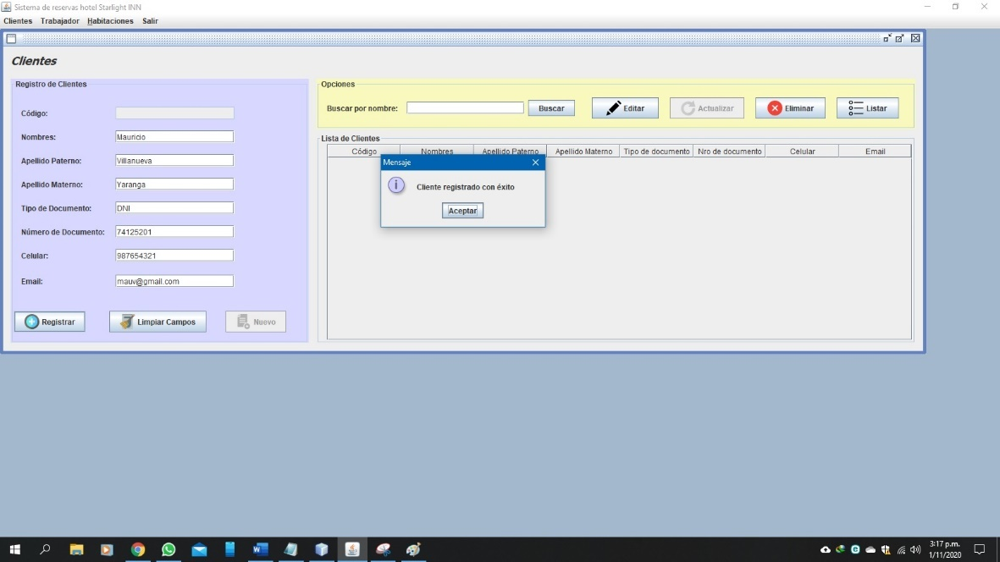 Sistema de reservas hotel Starlight INN
Clientes Trabajador Habitaciones Salir
Clientes
Registro de Clientes
Código:
Nombres: Mauricio
Apellido Paterno: Villanueva
Apellido Materno: Yaranga
Tipo de Documento: DNI
Número de Documento: 74125201
Celular: 987654321
Email: mauv@gmail.com
Registrar Limpiar Campos Nuevo
Opciones
Buscar por nombre: Buscar Editar Actualizar Eliminar Listar
Lista de Clientes
Código Nombres Apellido Paterno Apellido Materno Tipo de documento Nro de documento Celular Email
Mensaje
Cliente registrado con éxito
Aceptar
3:17 p.m.
1/11/2020